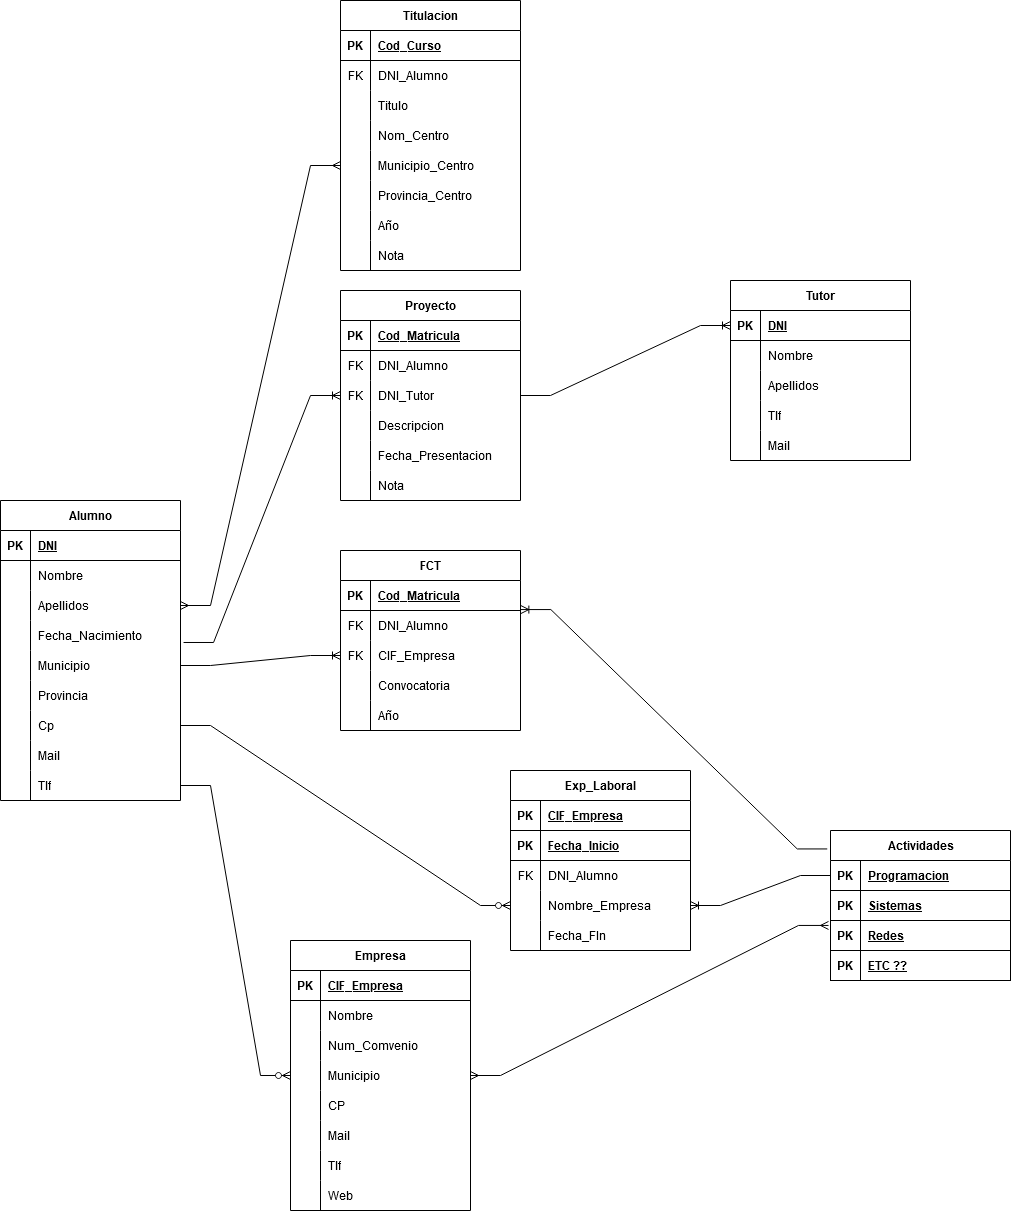 Titulacion
PK Cod_Curso
FK DNI_Alumno
Titulo
Nom_Centro
Municipio_Centro
Provincia_Centro
Año
Nota
Proyecto
PK Cod_Matricula
FK DNI_Alumno
FK DNI_Tutor
Descripcion
Fecha_Presentacion
Nota
Tutor
PK DNI
Nombre
Apellidos
Tlf
Mail
Alumno
PK DNI
Nombre
Apellidos
Fecha_Nacimiento
Municipio
Provincia
Cp
Mail
Tlf
FCT
PK Cod_Matricula
FK DNI_Alumno
FK CIF_Empresa
Convocatoria
Año
Exp_Laboral
PK CIF_Empresa
PK Fecha_Inicio
FK DNI_Alumno
Nombre_Empresa
Fecha_FIn
Actividades
PK Programacion
PK Sistemas
PK Redes
PK ETC ??
Empresa
PK CIF_Empresa
Nombre
Num_Comvenio
Municipio
CP
Mail
Tlf
Web